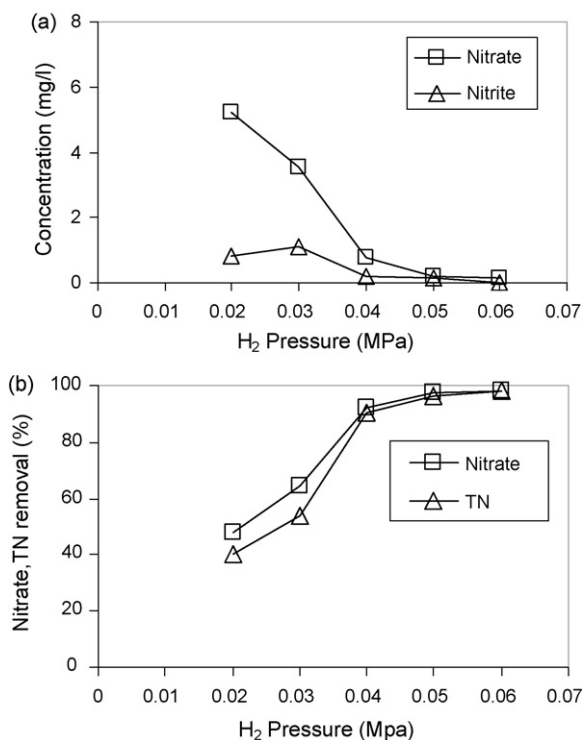 (a)
Concentration (mg/l)
8
6
4
2
0
Nitrate
Nitrite
0 0.01 0.02 0.03 0.04 0.05 0.06 0.07
H₂ Pressure (MPa)
(b)
Nitrate,TN removal (%)
100
80
60
40
20
0
Nitrate
TN
0 0.01 0.02 0.03 0.04 0.05 0.06 0.07
H₂ Pressure (Mpa)